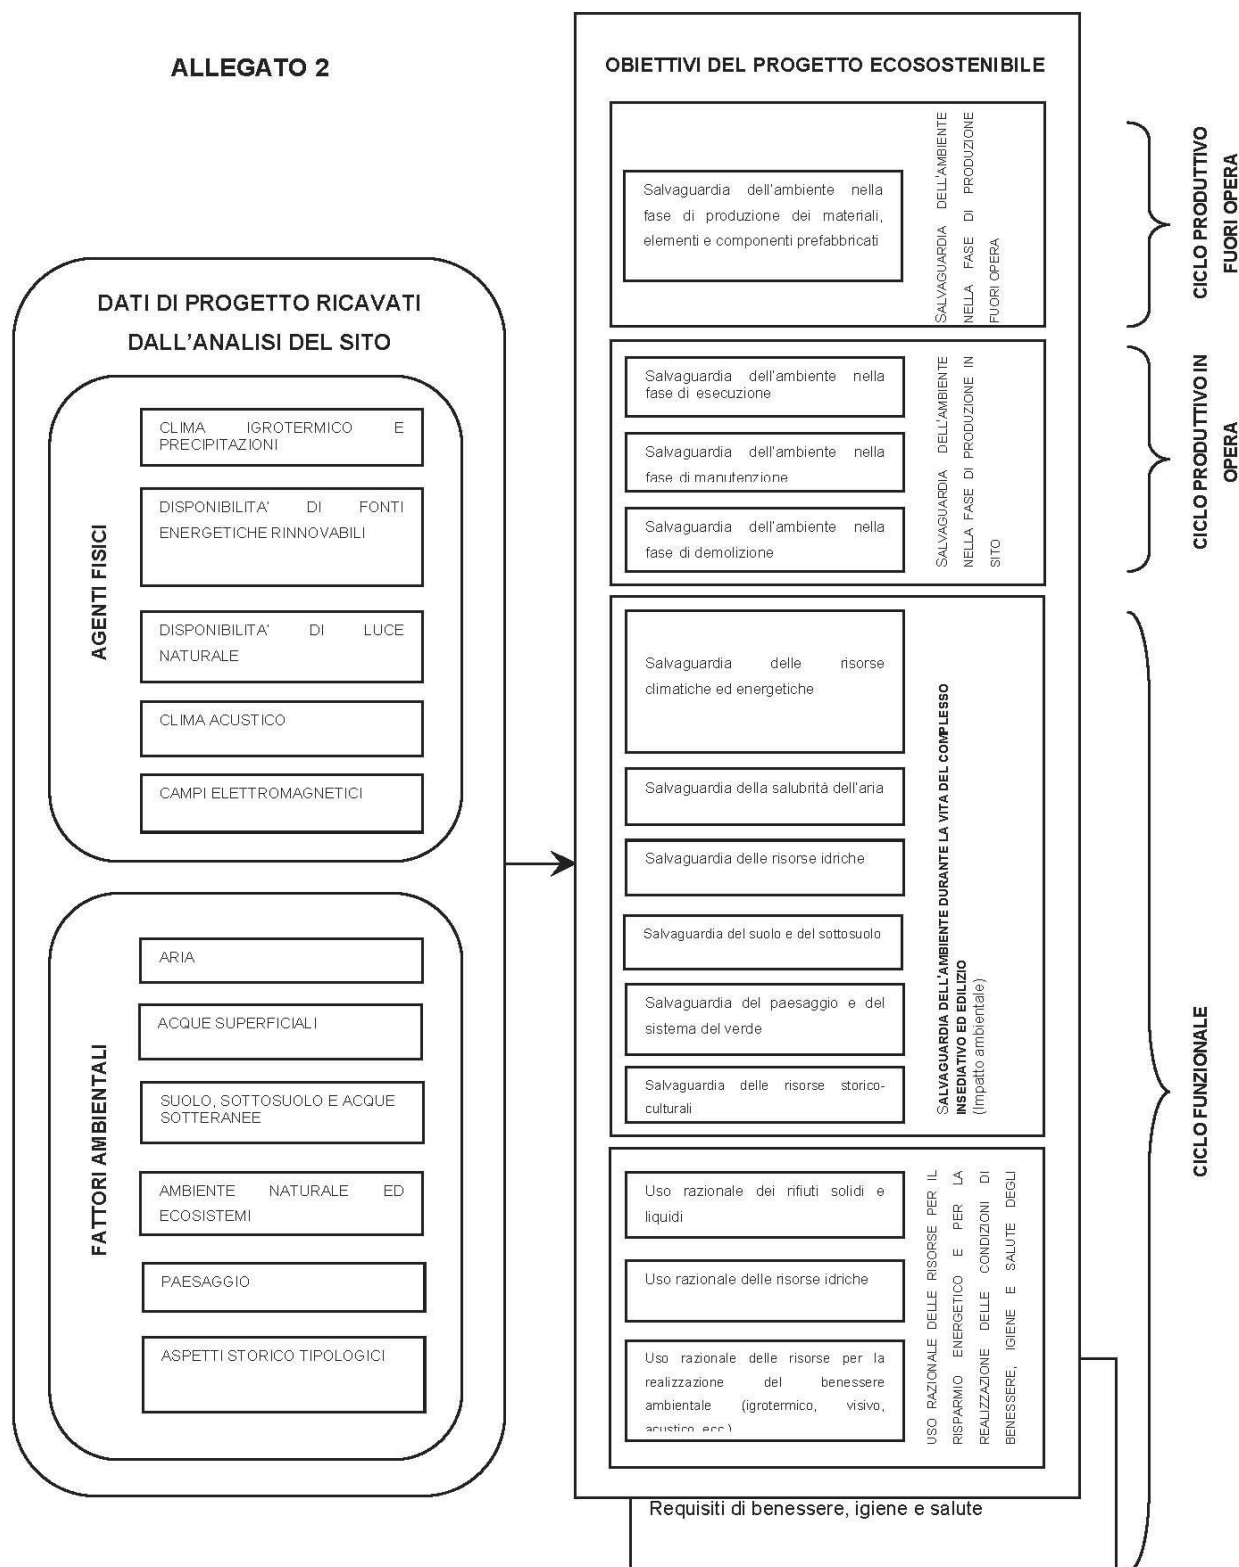 ALLEGATO 2
DATI DI PROGETTO RICAVATI
DALL'ANALISI DEL SITO
AGENTI FISICI
CLIMA IGROTERMICO E
PRECIPITAZIONI
DISPONIBILITA' DI FONTI
ENERGETICHE RINNOVABILI
DISPONIBILITA' DI LUCE
NATURALE
CLIMA ACUSTICO
CAMPI ELETTROMAGNETICI
FATTORI AMBIENTALI
ARIA
ACQUE SUPERFICIALI
SUOLO, SOTTOSUOLO E ACQUE
SOTTERANEE
AMBIENTE NATURALE ED
ECOSISTEMI
PAESAGGIO
ASPETTI STORICO TIPOLOGICI
OBIETTIVI DEL PROGETTO ECOSOSTENIBILE
Salvaguardia dell'ambiente nella
fase di produzione dei materiali,
elementi e componenti prefabbricati
SALVAGUARDIA DELL'AMBIENTE
NELLA FASE DI PRODUZIONE
FUORI OPERA
CICLO PRODUTTIVO
FUORI OPERA
Salvaguardia dell'ambiente nella
fase di esecuzione
Salvaguardia dell'ambiente nella
fase di manutenzione
Salvaguardia dell'ambiente nella
fase di demolizione
SALVAGUARDIA DELL'AMBIENTE
NELLA FASE DI PRODUZIONE IN
SITO
CICLO PRODUTTIVO IN
OPERA
Salvaguardia delle risorse
climatiche ed energetiche
Salvaguardia della salubrità dell'aria
Salvaguardia delle risorse idriche
Salvaguardia del suolo e del sottosuolo
Salvaguardia del paesaggio e del
sistema del verde
Salvaguardia delle risorse storico-
culturali
SALVAGUARDIA DELL'AMBIENTE DURANTE LA VITA DEL COMPLESSO
INSEDIATIVO ED EDILIZIO
(Impatto ambientale)
Uso razionale dei rifiuti solidi e
liquidi
Uso razionale delle risorse idriche
Uso razionale delle risorse per la
realizzazione del benessere
ambientale (igrotermico, visivo,
acustico, ecc.)
USO RAZIONALE DELLE RISORSE PER IL
RISPARMIO ENERGETICO E PER LA
REALIZZAZIONE DELLE CONDIZIONI DI
BENESSERE, IGIENE E SALUTE DEGLI
CICLO FUNZIONALE
Requisiti di benessere, igiene e salute